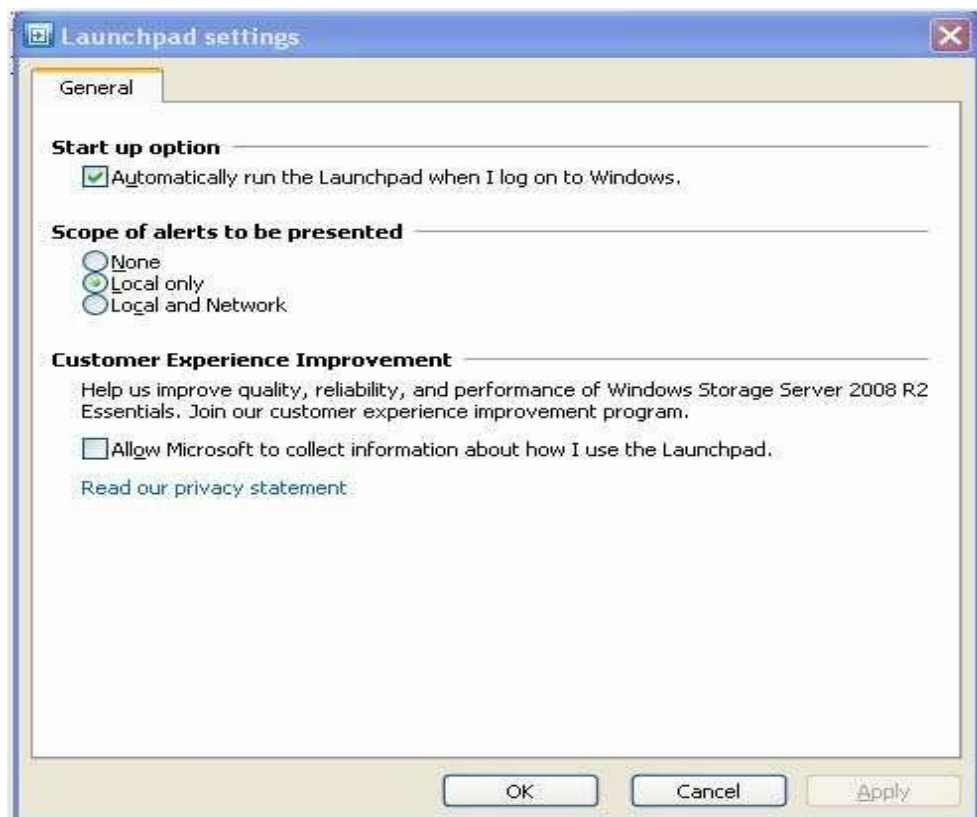 Launchpad settings
General
Start up option
Automatically run the Launchpad when I log on to Windows.
Scope of alerts to be presented
None
Local only
Local and Network
Customer Experience Improvement
Help us improve quality, reliability, and performance of Windows Storage Server 2008 R2
Essentials. Join our customer experience improvement program.
Allow Microsoft to collect information about how I use the Launchpad.
Read our privacy statement
OK
Cancel
Apply